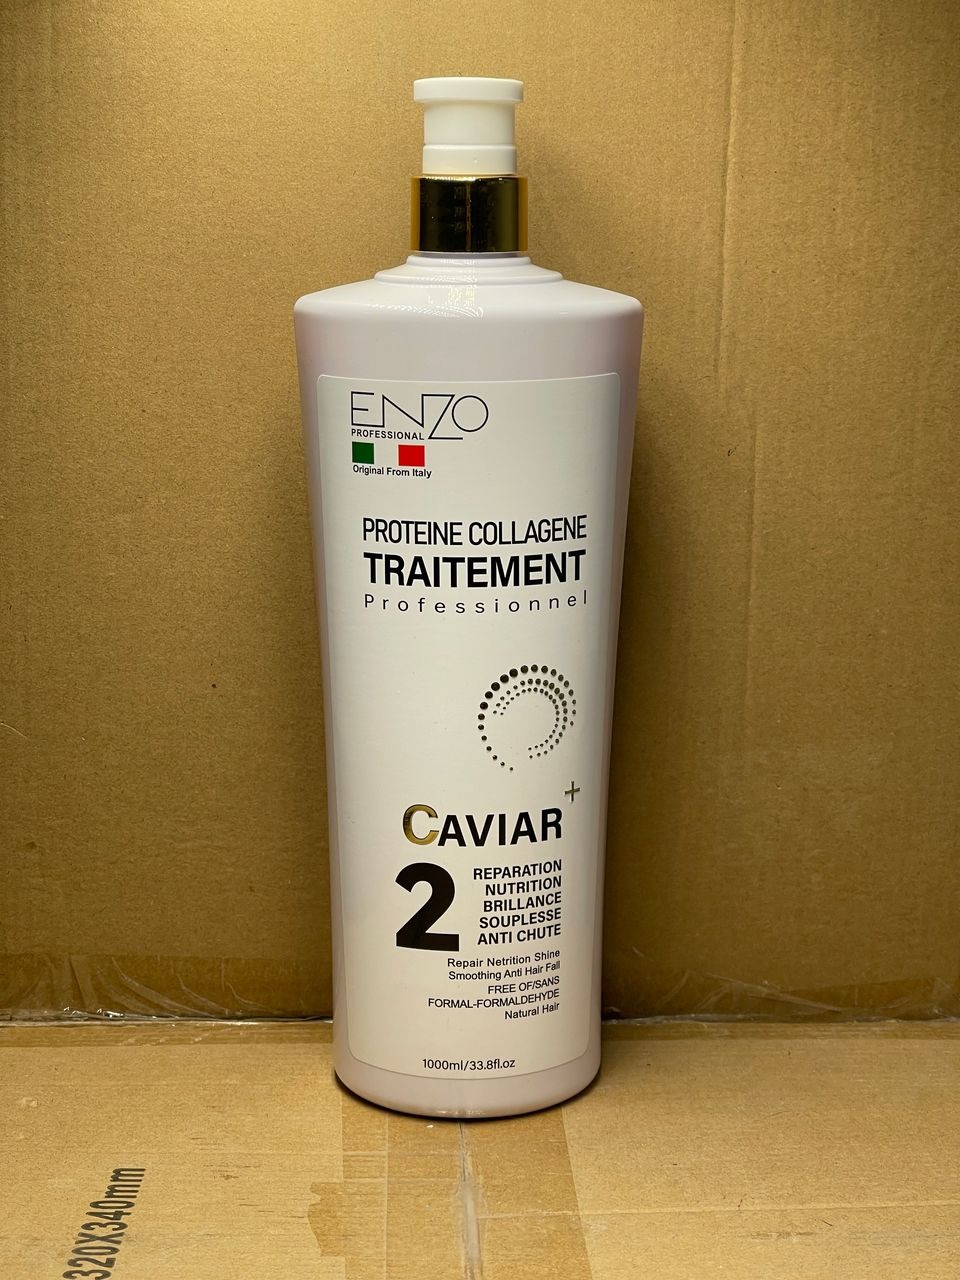 ENZO
PROFESSIONAL
Original From Italy
PROTEINE COLLAGENE
TRAITEMENT
Professionnel
CAVIAR+
2
REPARATION
NUTRITION
BRILLANCE
SOUPLESSE
ANTI CHUTE
Repair Netrition Shine
Smoothing Anti Hair Fall
FREE OF/SANS
FORMAL-FORMALDEHYDE
Natural Hair
1000ml/33.8fl.oz
320X340mm